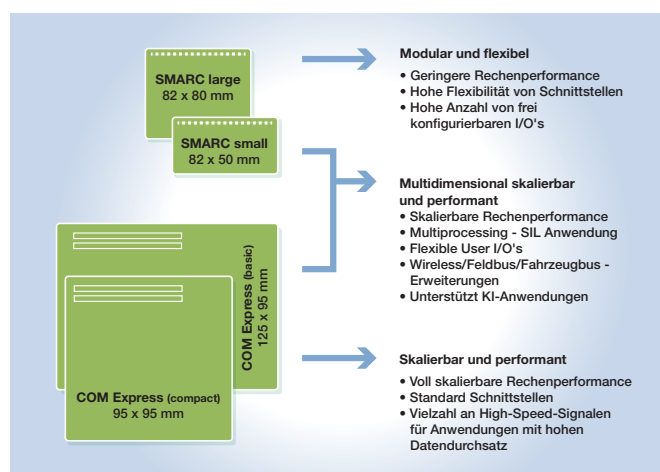 SMARC large
82 x 80 mm
SMARC small
82 x 50 mm
COM Express (basic)
125 x 95 mm
COM Express (compact)
95 x 95 mm
Modular und flexibel
• Geringere Rechenperformance
• Hohe Flexibilität von Schnittstellen
• Hohe Anzahl von frei
konfigurierbaren I/O's
Multidimensional skalierbar
und performant
• Skalierbare Rechenperformance
• Multiprocessing - SIL Anwendung
• Flexible User I/O's
• Wireless/Feldbus/Fahrzeugbus -
Erweiterungen
• Unterstützt KI-Anwendungen
Skalierbar und performant
• Voll skalierbare Rechenperformance
• Standard Schnittstellen
• Vielzahl an High-Speed-Signalen
für Anwendungen mit hohen
Datendurchsatz